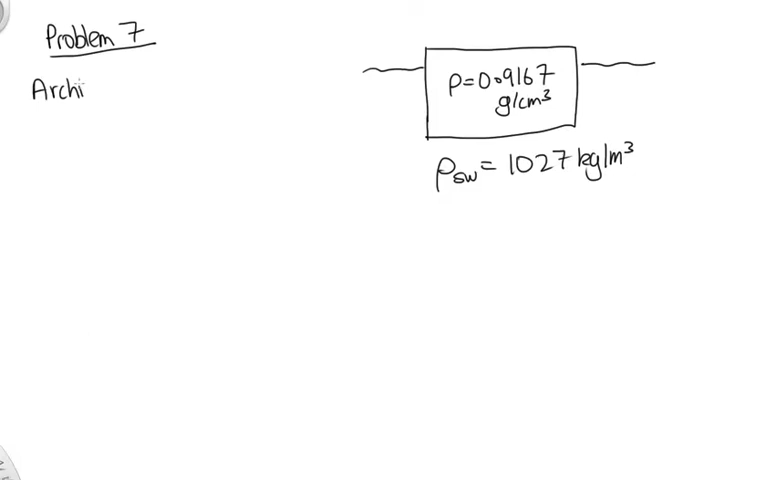 Problem 7
Archi
ρ=0.9167
g/cm³
ρsw = 1027 kg/m³